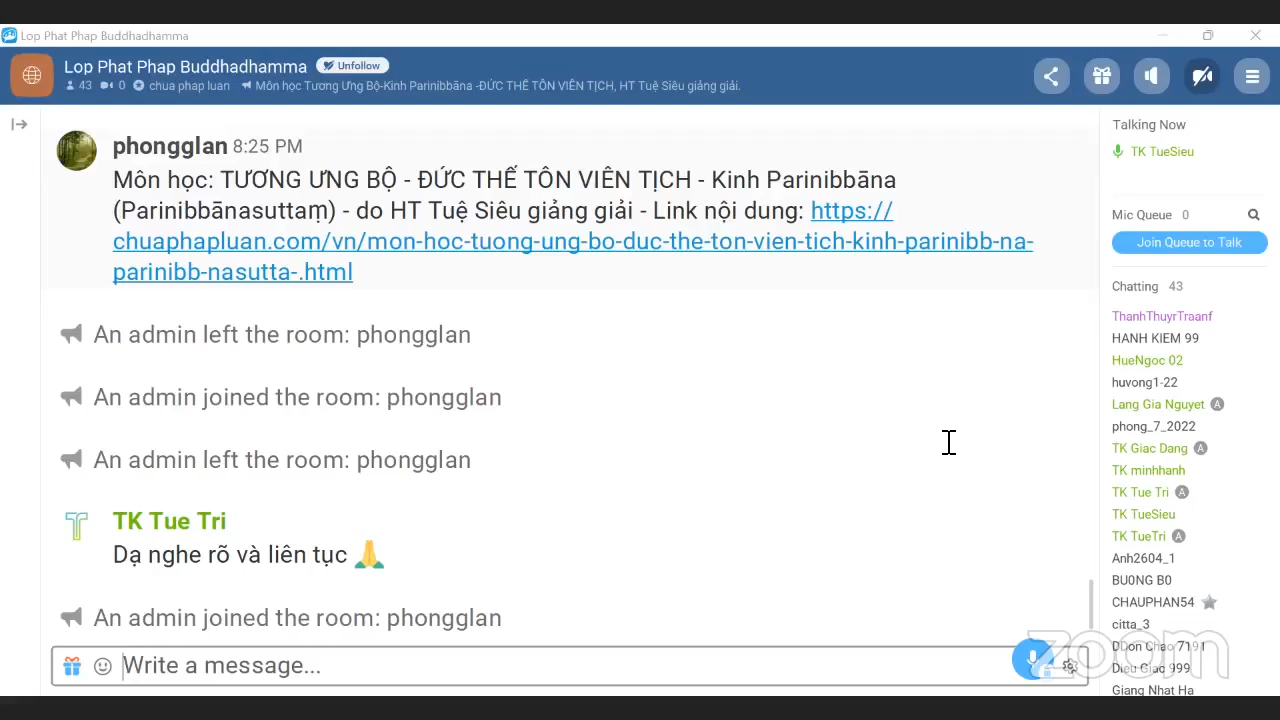 Lop Phat Phap Buddhadhamma
Lop Phat Phap Buddhadhamma Unfollow
43 0 chua phap luan Môn học Tương Ưng Bộ-Kinh Parinibbāna -ĐỨC THẾ TÔN VIÊN TỊCH, HT Tuệ Siêu giảng giải.
phongglan 8:25 PM
Môn học: TƯƠNG ƯNG BỘ - ĐỨC THẾ TÔN VIÊN TỊCH - Kinh Parinibbāna
(Parinibbānasuttaṃ) - do HT Tuệ Siêu giảng giải - Link nội dung: https://
chuaphapluan.com/vn/mon-hoc-tuong-ung-bo-duc-the-ton-vien-tich-kinh-parinibb-na-
parinibb-nasutta-.html
An admin left the room: phongglan
An admin joined the room: phongglan
An admin left the room: phongglan
TK Tue Tri
Dạ nghe rõ và liên tục 🙏
An admin joined the room: phongglan
Write a message...
Talking Now
TK TueSieu
Mic Queue 0
Join Queue to Talk
Chatting 43
ThanhThuyrTraanf
HANH KIEM 99
HueNgoc 02
huvong1-22
Lang Gia Nguyet A
phong_7_2022
TK Giac Dang A
TK minhhanh
TK Tue Tri A
TK TueSieu
TK TueTri A
Anh2604_1
BU0NG B0
CHAUPHAN54
citta_3
DDon Chao 7191
Dieu Giac 999
Giang Nhat Ha
zoom